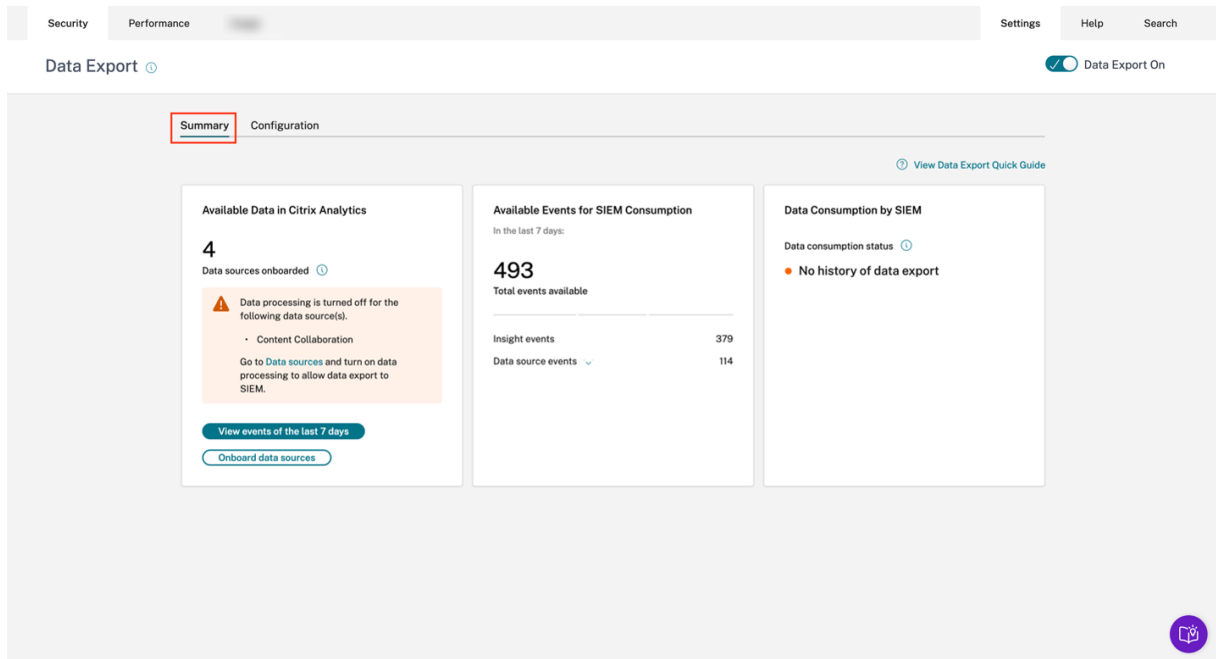 Security
Performance
Settings
Help
Search
Data Export
Data Export On
Summary
Configuration
View Data Export Quick Guide
Available Data in Citrix Analytics
4
Data sources onboarded
Data processing is turned off for the
following data source(s).
• Content Collaboration
Go to Data sources and turn on data
processing to allow data export to
SIEM.
View events of the last 7 days
Onboard data sources
Available Events for SIEM Consumption
In the last 7 days:
493
Total events available
Insight events 379
Data source events 114
Data Consumption by SIEM
Data consumption status
No history of data export